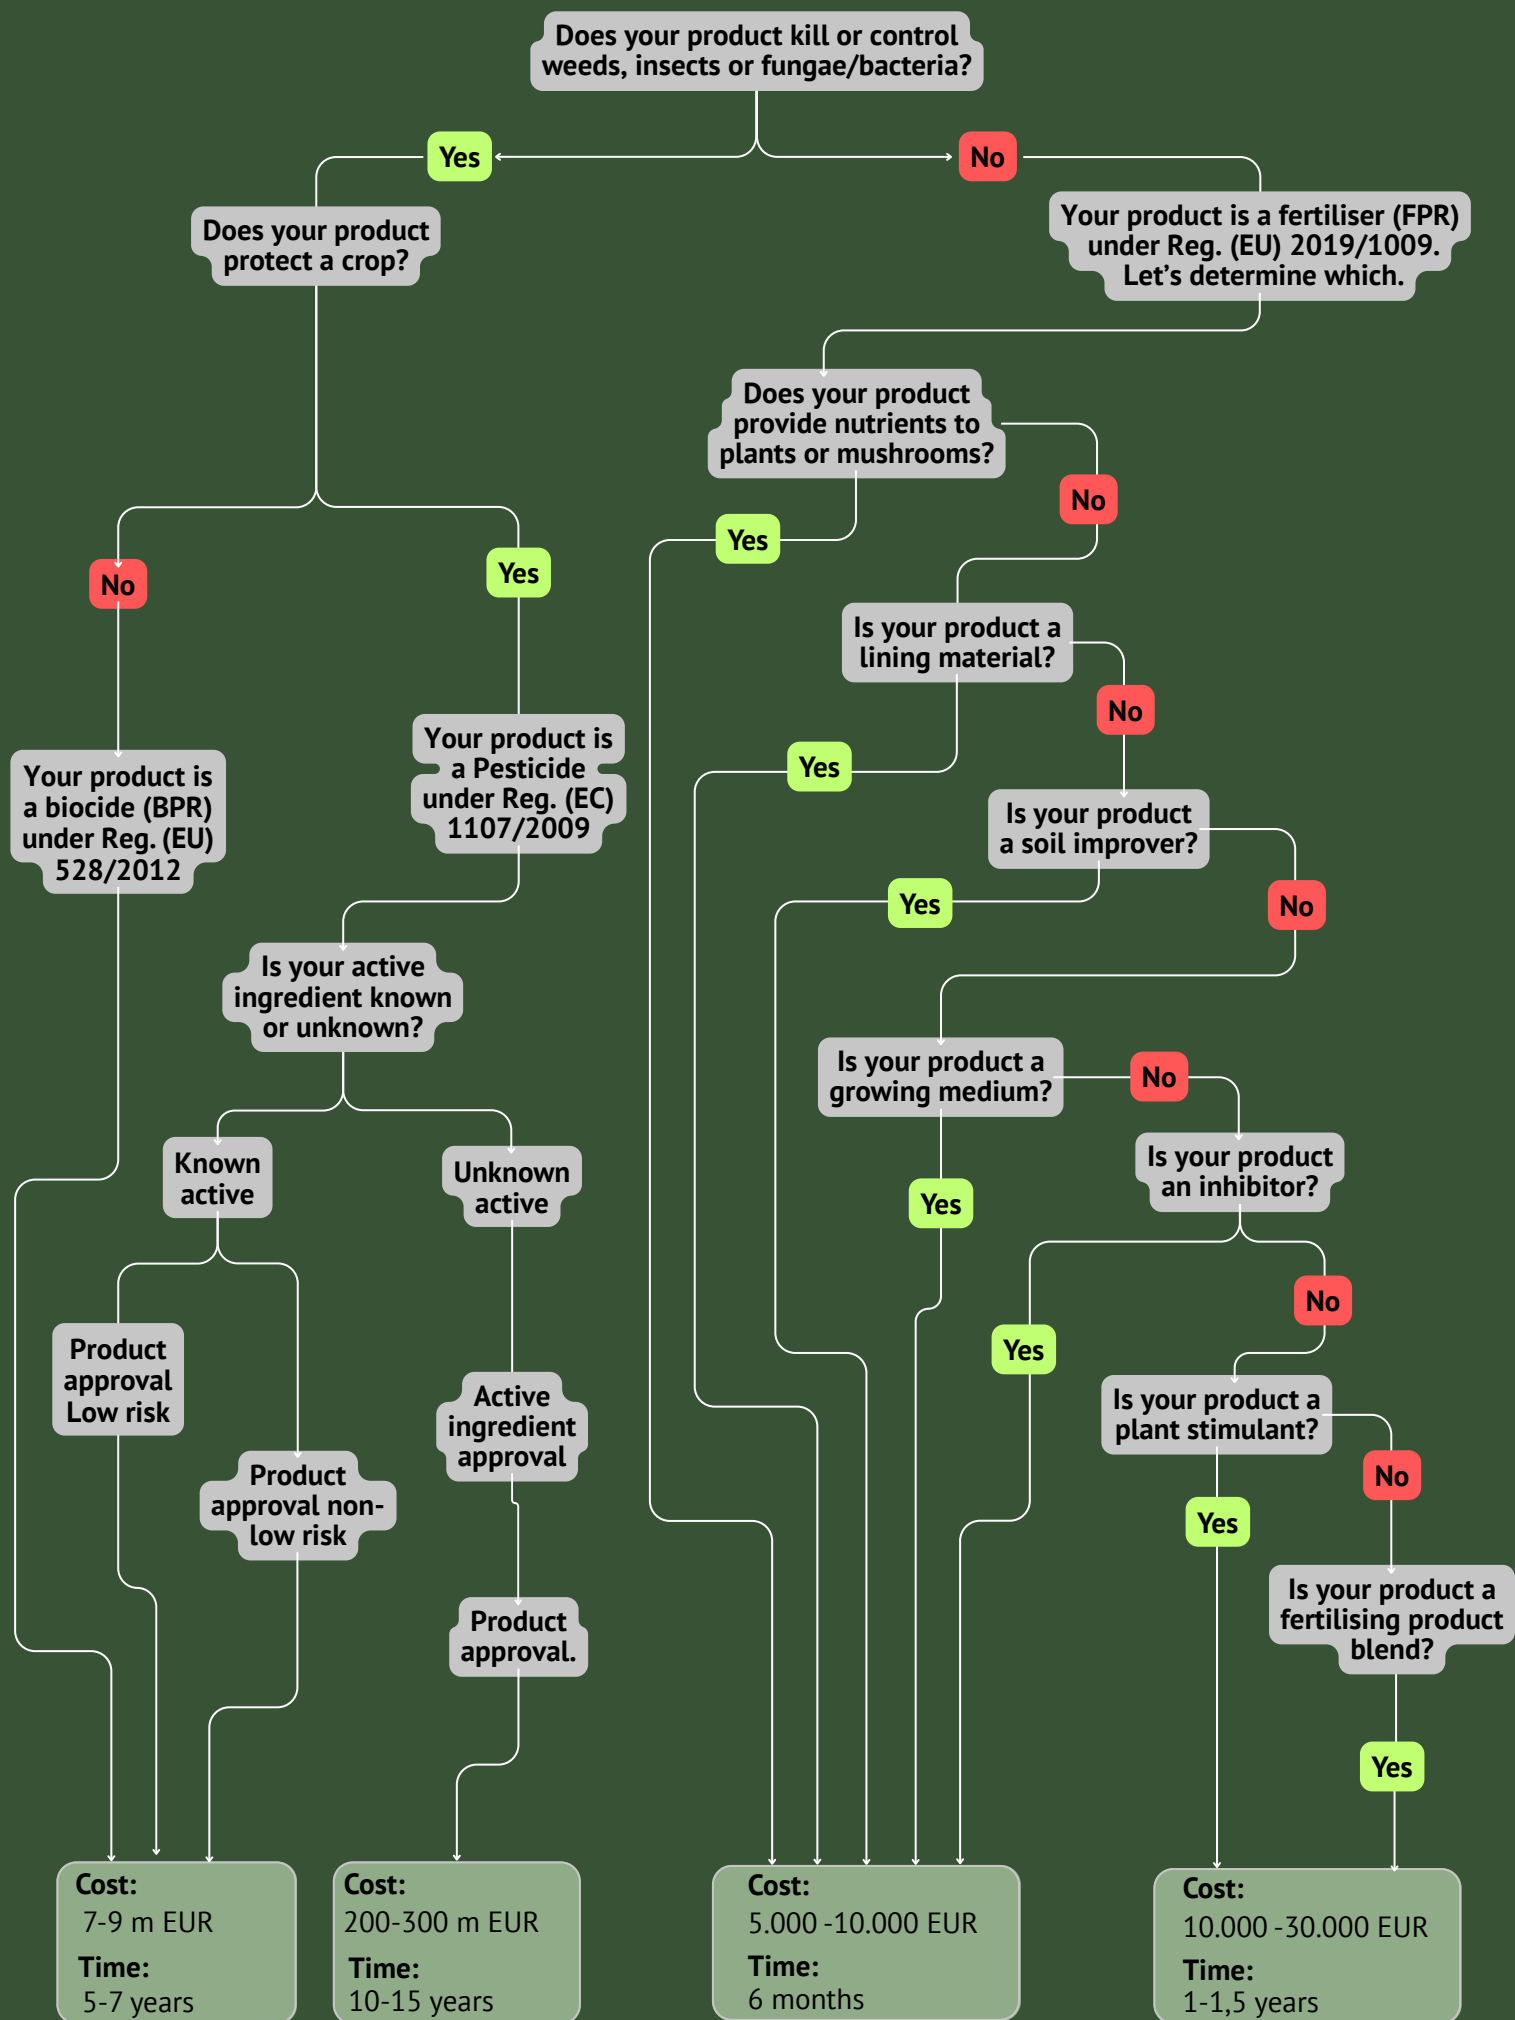 Does your product kill or control
weeds, insects or fungae/bacteria?
Yes
No
Does your product
protect a crop?
Your product is a fertiliser (FPR)
under Reg. (EU) 2019/1009.
Let's determine which.
Does your product
provide nutrients to
plants or mushrooms?
No
Yes
No
Yes
Is your product a
lining material?
No
Yes
Your product is
a biocide (BPR)
under Reg. (EU)
528/2012
Your product is
a Pesticide
under Reg. (EC)
1107/2009
Is your product
a soil improver?
Yes
No
Is your active
ingredient known
or unknown?
Is your product a
growing medium?
No
Known
active
Unknown
active
Is your product
an inhibitor?
Yes
No
Yes
Product
approval
Low risk
Active
ingredient
approval
Is your product a
plant stimulant?
No
Product
approval non-
low risk
Yes
Is your product a
fertilising product
blend?
Product
approval.
Yes
Cost:
7-9 m EUR
Time:
5-7 years
Cost:
200-300 m EUR
Time:
10-15 years
Cost:
5.000 -10.000 EUR
Time:
6 months
Cost:
10.000 -30.000 EUR
Time:
1-1,5 years